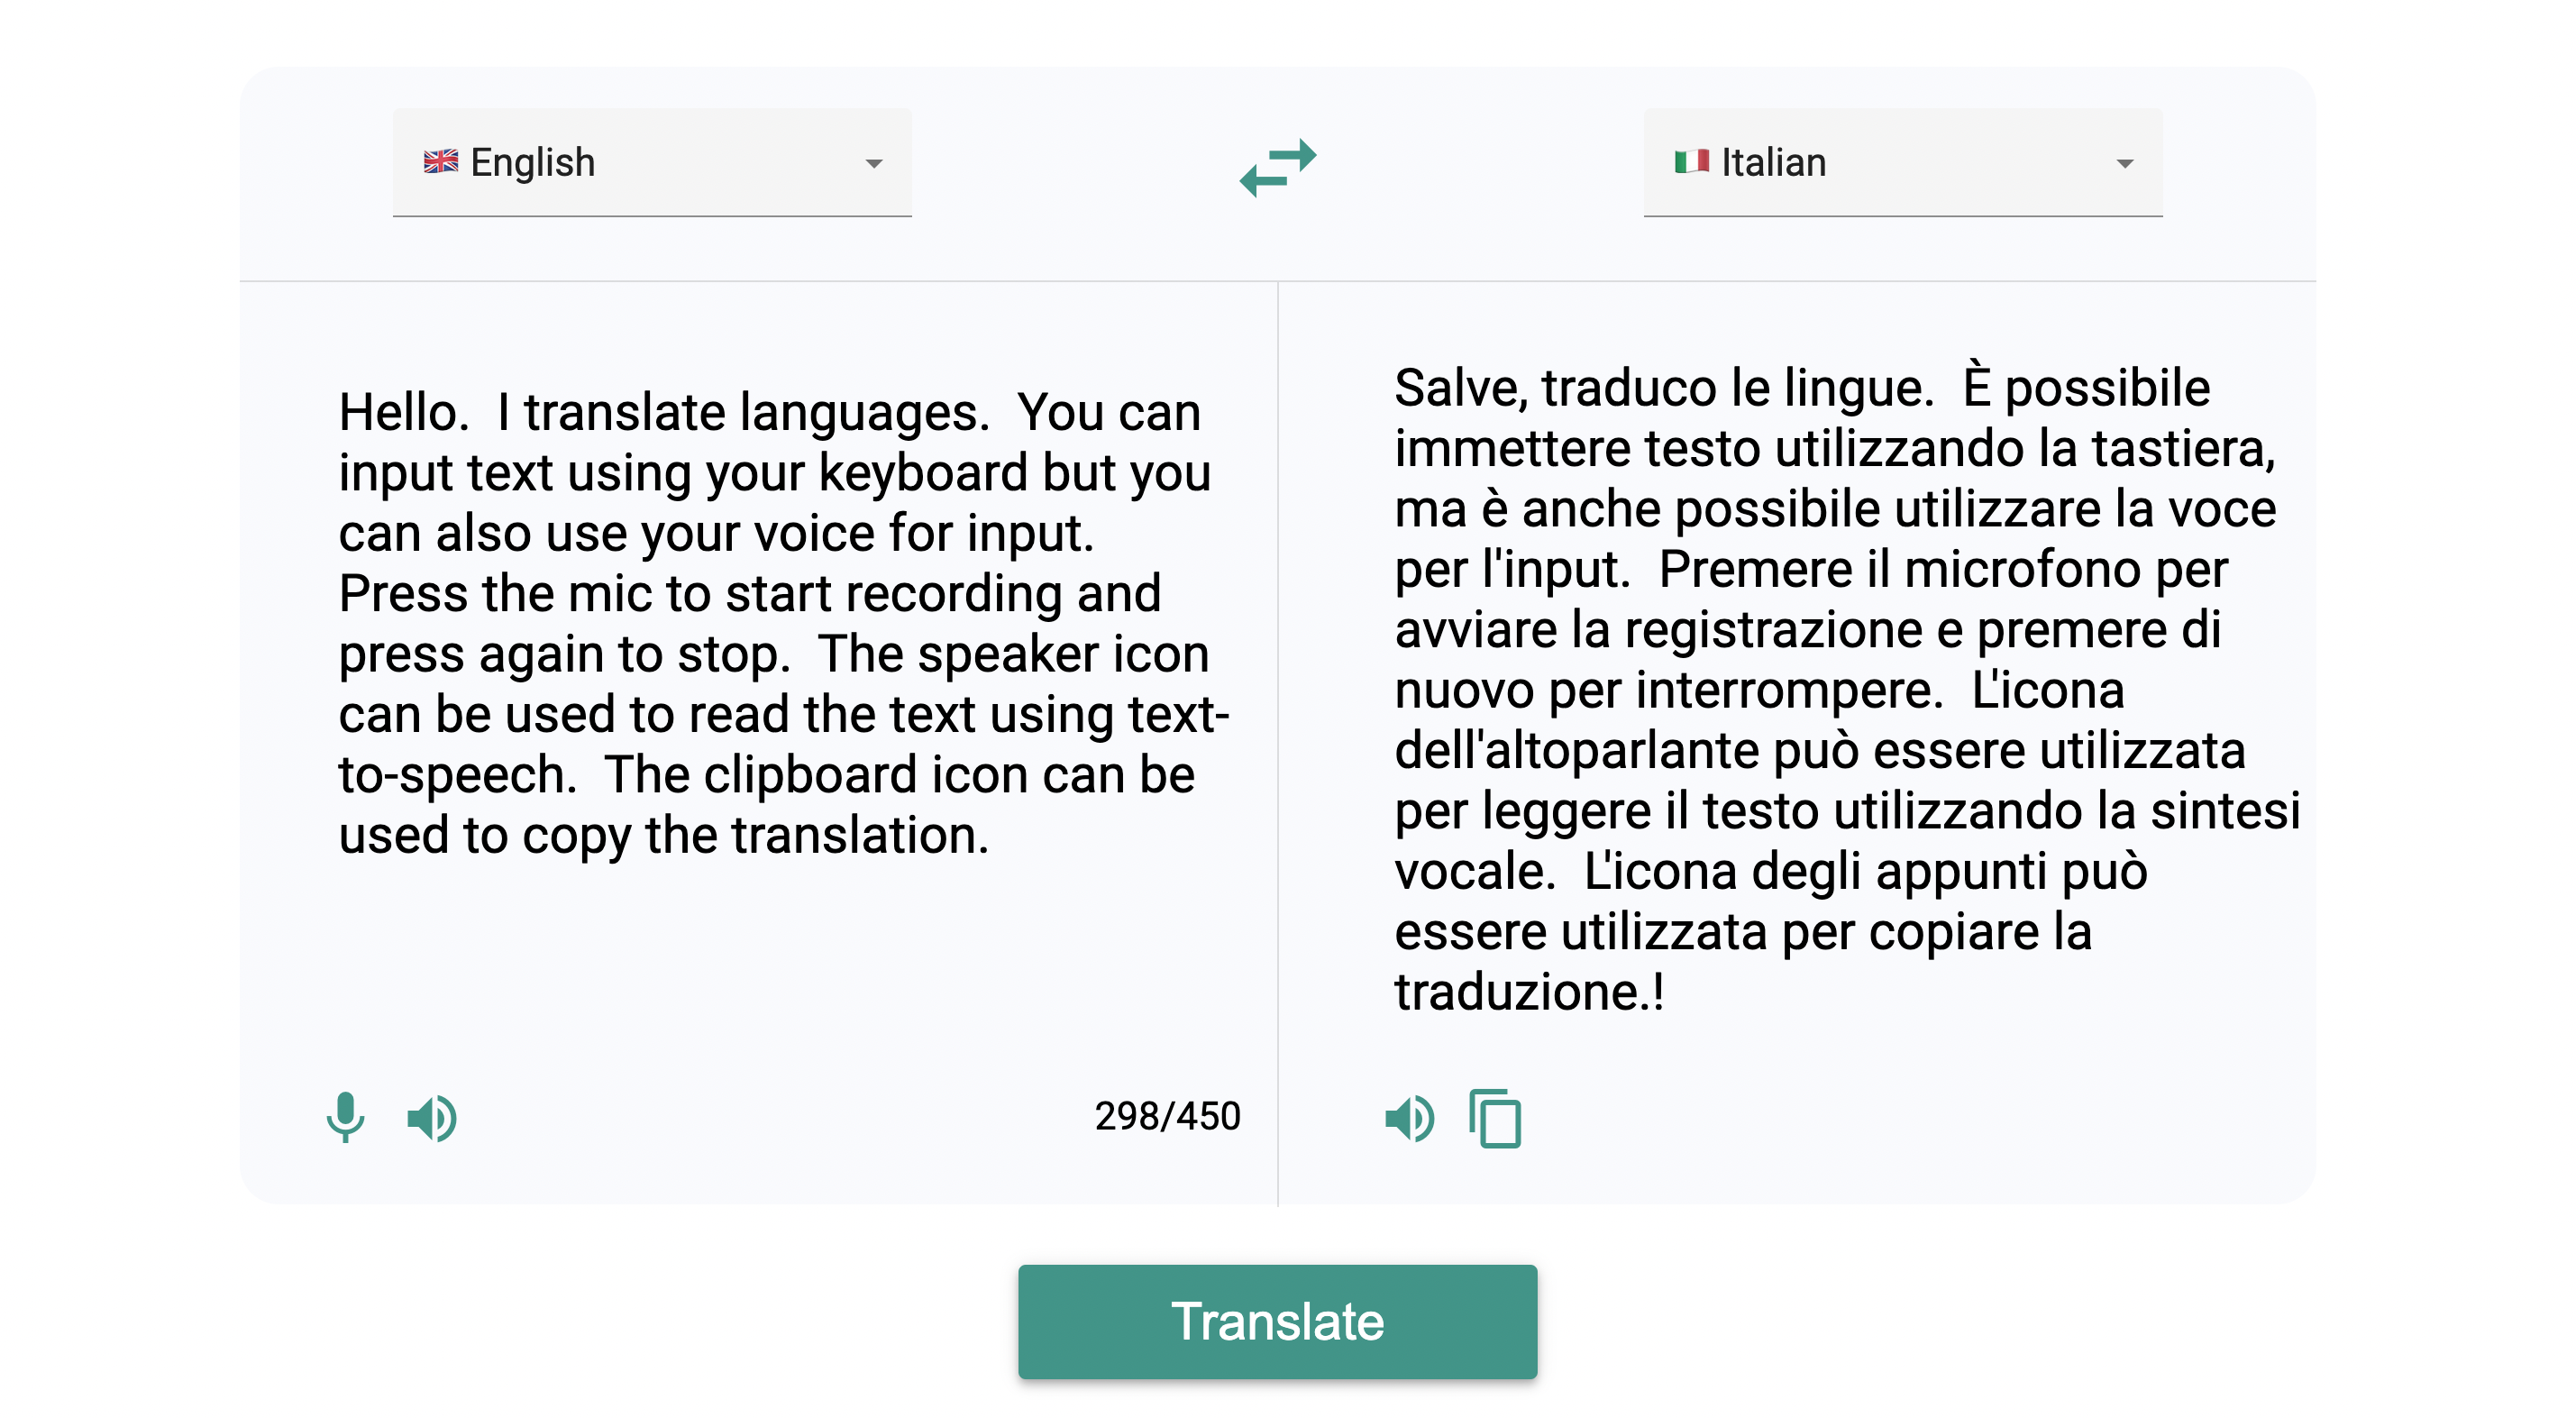 English
Italian
Hello.  I translate languages.  You can
input text using your keyboard but you
can also use your voice for input.
Press the mic to start recording and
press again to stop.  The speaker icon
can be used to read the text using text-
to-speech.  The clipboard icon can be
used to copy the translation.
298/450
Salve, traduco le lingue.  È possibile
immettere testo utilizzando la tastiera,
ma è anche possibile utilizzare la voce
per l'input.  Premere il microfono per
avviare la registrazione e premere di
nuovo per interrompere.  L'icona
dell'altoparlante può essere utilizzata
per leggere il testo utilizzando la sintesi
vocale.  L'icona degli appunti può
essere utilizzata per copiare la
traduzione.!
Translate